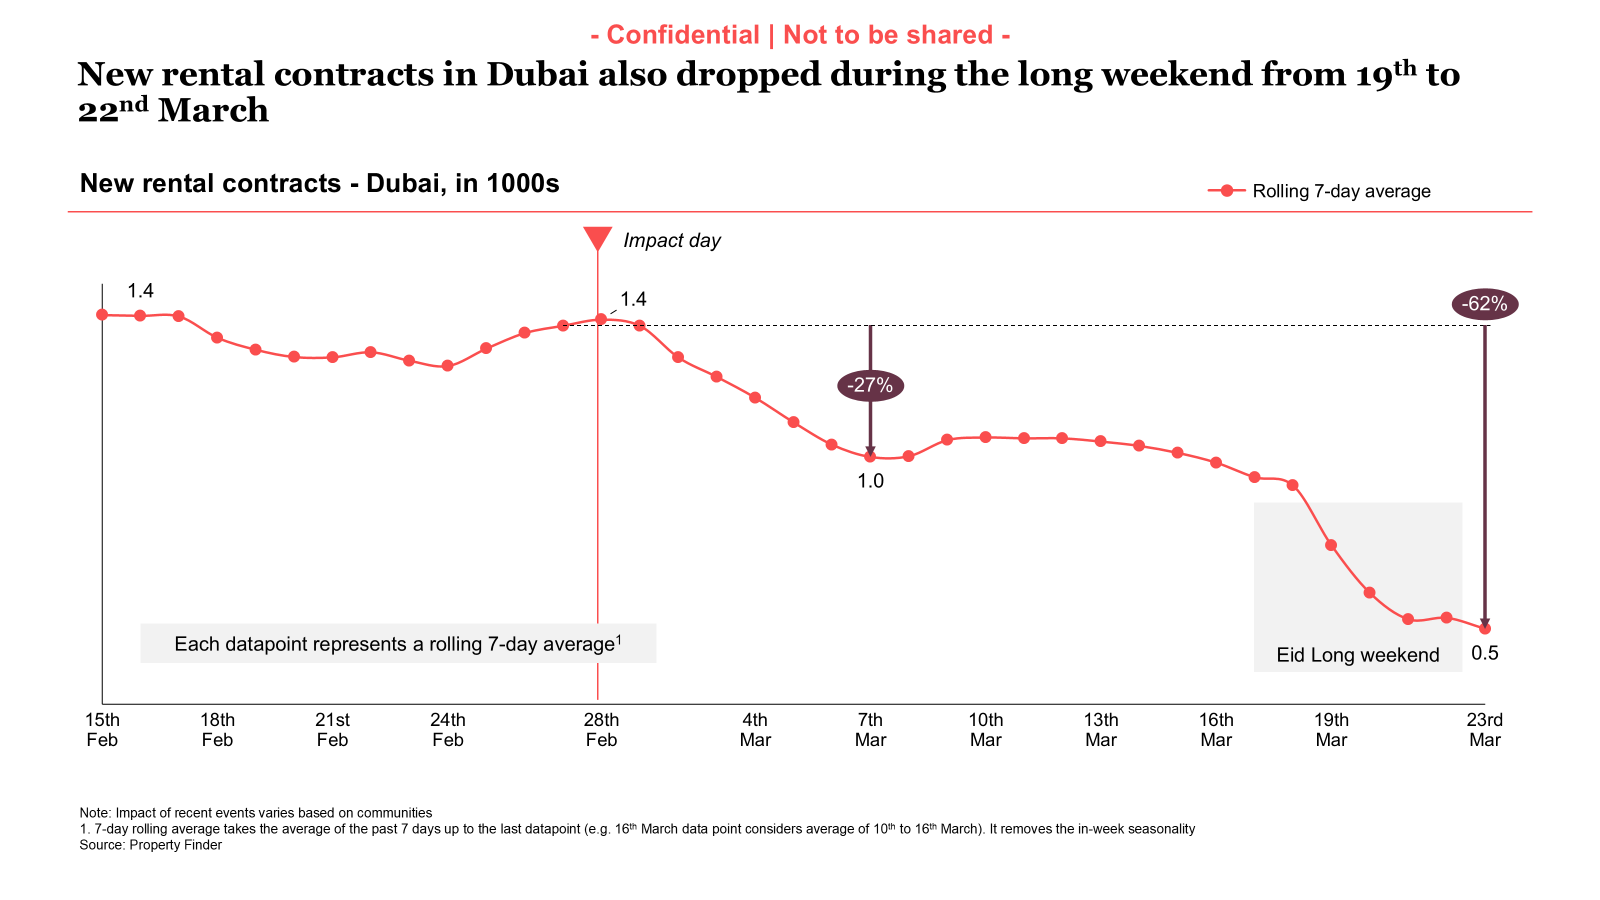 - Confidential | Not to be shared -
New rental contracts in Dubai also dropped during the long weekend from 19th to
22nd March
New rental contracts - Dubai, in 1000s
Rolling 7-day average
Impact day
1.4
1.4
-62%
-27%
1.0
Each datapoint represents a rolling 7-day average1
Eid Long weekend
0.5
15th Feb
18th Feb
21st Feb
24th Feb
28th Feb
4th Mar
7th Mar
10th Mar
13th Mar
16th Mar
19th Mar
23rd Mar
Note: Impact of recent events varies based on communities
1. 7-day rolling average takes the average of the past 7 days up to the last datapoint (e.g. 16th March data point considers average of 10th to 16th March). It removes the in-week seasonality
Source: Property Finder